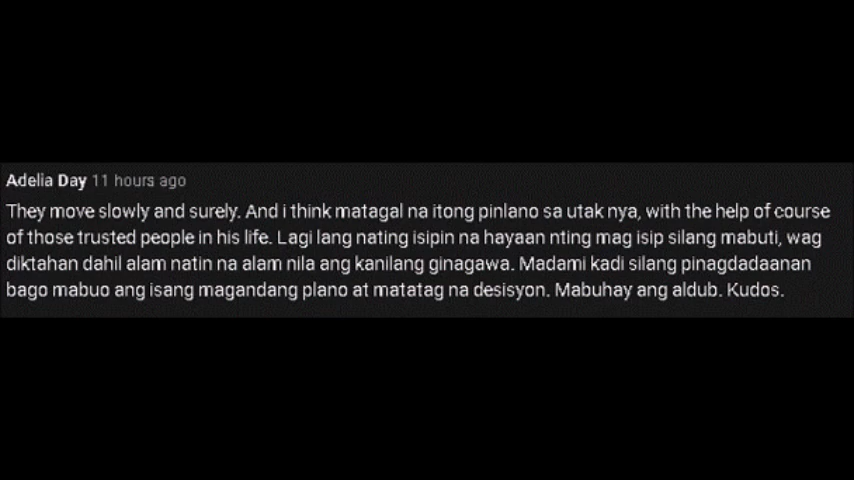 Adelia Day 11 hours ago
They move slowly and surely. And i think matagal na itong pinlano sa utak nya, with the help of course
of those trusted people in his life. Lagi lang nating isipin na hayaan nting mag isip silang mabuti, wag
diktahan dahil alam natin na alam nila ang kanilang ginagawa. Madami kadi silang pinagdadaanan
bago mabuo ang isang magandang plano at matatag na desisyon. Mabuhay ang aldub. Kudos.